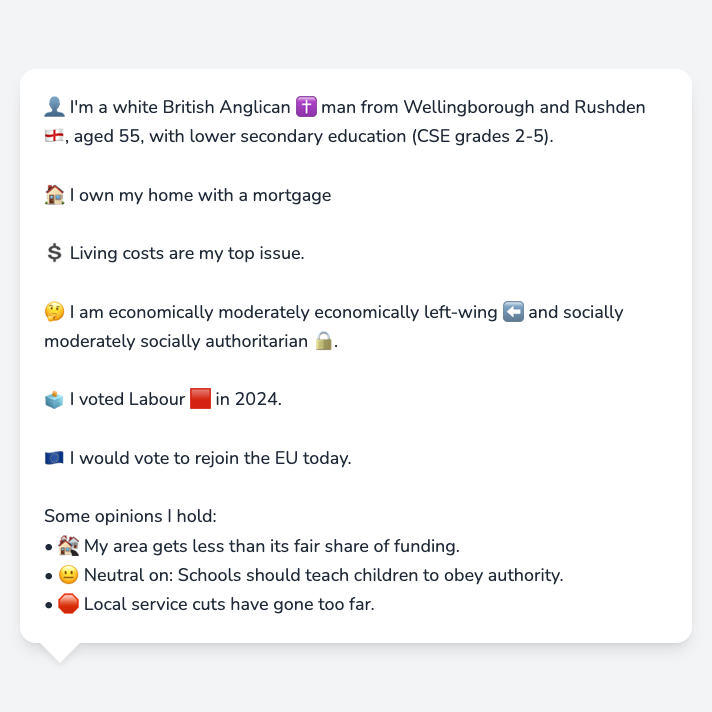 👤 I'm a white British Anglican ✝️ man from Wellingborough and Rushden
🏴󠁧󠁢󠁥󠁮󠁧󠁿, aged 55, with lower secondary education (CSE grades 2-5).
🏠 I own my home with a mortgage
💲 Living costs are my top issue.
🤔 I am economically moderately economically left-wing ⬅️ and socially
moderately socially authoritarian 🔒.
🗳️ I voted Labour 🟥 in 2024.
🇪🇺 I would vote to rejoin the EU today.
Some opinions I hold:
• 🏚️ My area gets less than its fair share of funding.
• 😐 Neutral on: Schools should teach children to obey authority.
• 🛑 Local service cuts have gone too far.